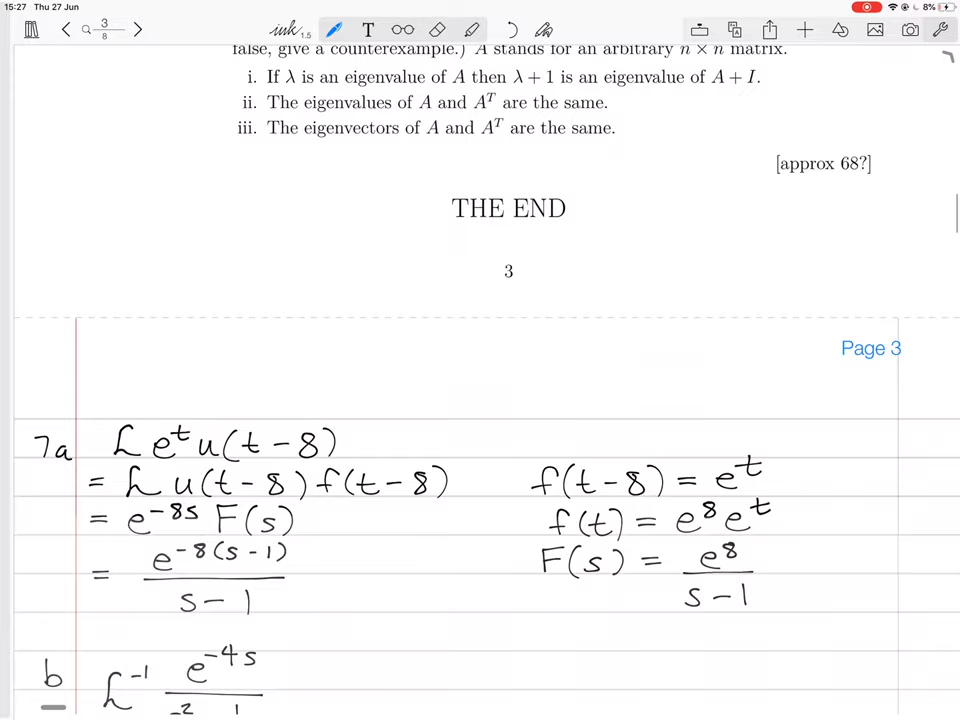 15:27 Thu 27 Jun 8%
3
8
ink 1.5 T
false, give a counterexample.) A stands for an arbitrary n × n matrix.
i. If λ is an eigenvalue of A then λ + 1 is an eigenvalue of A + I.
ii. The eigenvalues of A and A^T are the same.
iii. The eigenvectors of A and A^T are the same.
[approx 68?]
THE END
3
Page 3
7a ℒ e^t u(t − 8)
= ℒ u(t − 8) f(t − 8) f(t − 8) = e^t
= e^{−8s} F(s) f(t) = e^8 e^t
= e^{−8(s − 1)} / (s − 1) F(s) = e^8 / (s − 1)
b ℒ^{−1} e^{−4s}